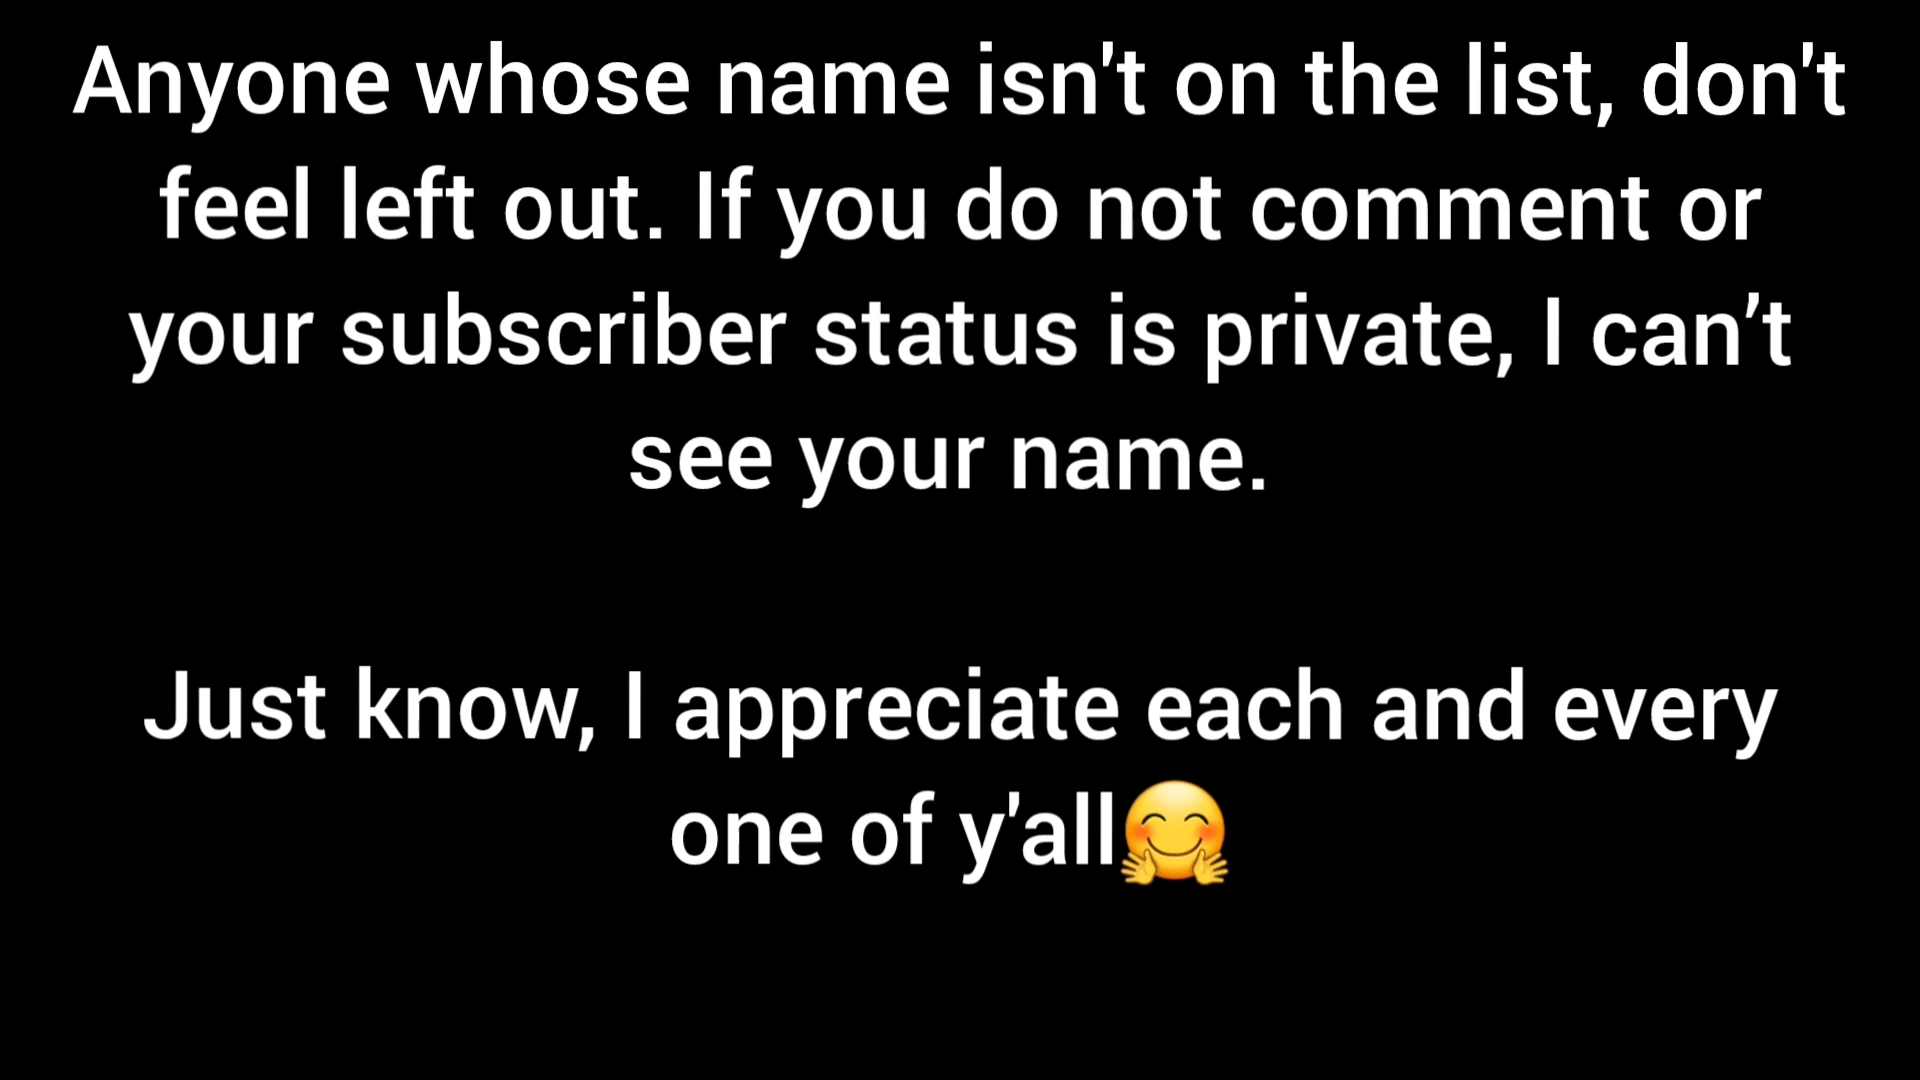 Anyone whose name isn't on the list, don't
feel left out. If you do not comment or
your subscriber status is private, I can’t
see your name.
Just know, I appreciate each and every
one of y'all🤗